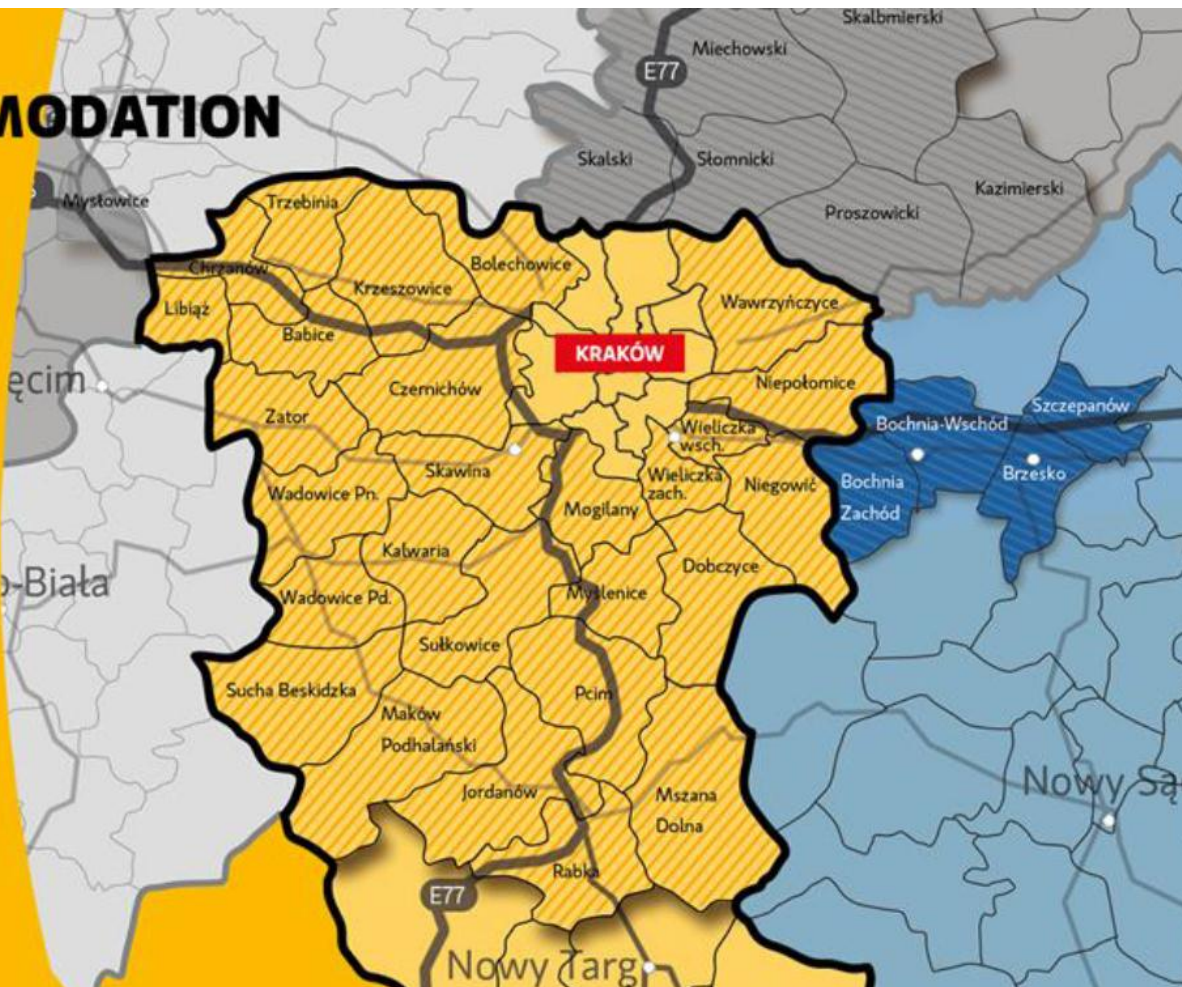 MODATION
Skalbmierski
Miechowski
E77
Skalski
Słomnicki
Kazimierski
Proszowicki
Mysłowice
Trzebinia
Bolechowice
Chrzanów
Krzeszowice
Libiąż
Wawrzyńczyce
Babice
KRAKÓW
ęcim
Czernichów
Niepołomice
Zator
Szczepanów
Bochnia-Wschód
Wieliczka
wsch.
Skawina
Wieliczka
zach.
Niegowić
Bochnia
Zachód
Brzesko
Wadowice Pn.
Mogilany
Kalwaria
Dobczyce
o-Biała
Wadowice Pd.
Myślenice
Sułkowice
Sucha Beskidzka
Pcim
Maków
Podhalański
Jordanów
Mszana
Dolna
Nowy Są
Rabka
E77
Nowy Targ